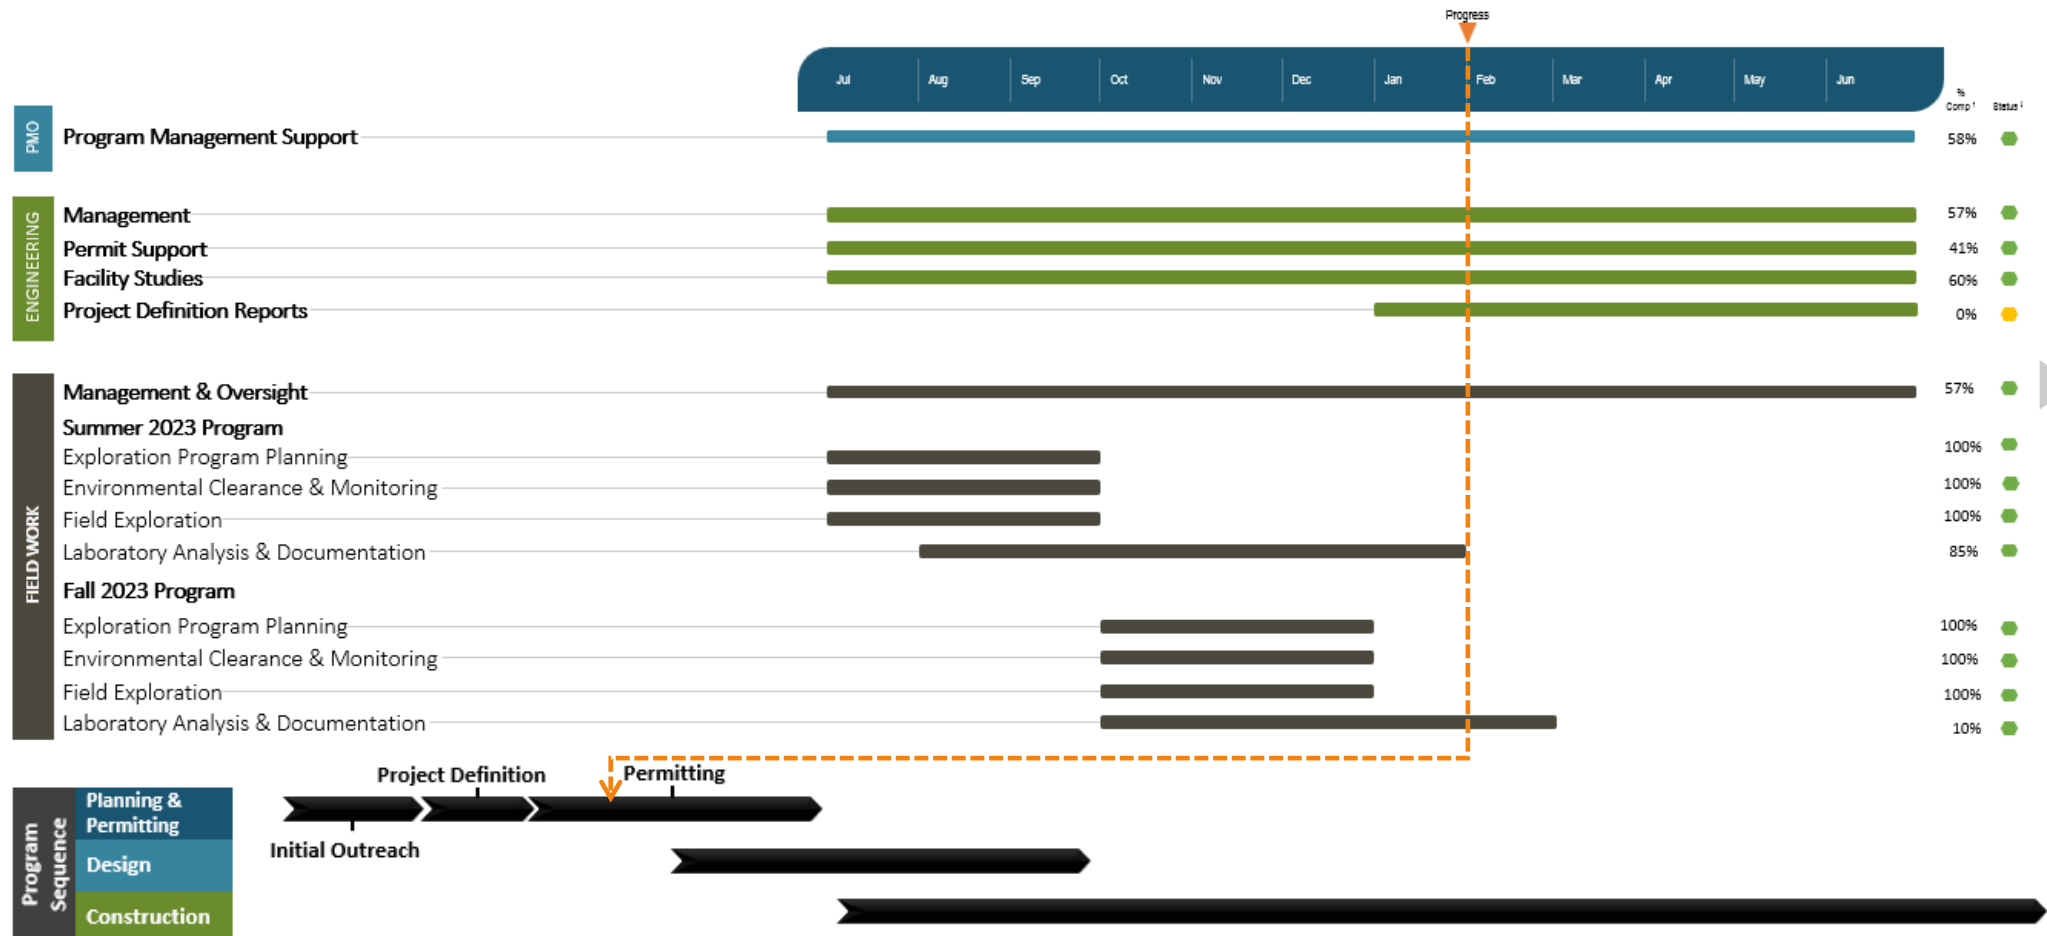 Progress
Jul Aug Sep Oct Nov Dec Jan Feb Mar Apr May Jun
%
Comp ¹ Status ²
PMO
Program Management Support 58%
ENGINEERING
Management 57%
Permit Support 41%
Facility Studies 60%
Project Definition Reports 0%
FIELD WORK
Management & Oversight 57%
Summer 2023 Program
Exploration Program Planning 100%
Environmental Clearance & Monitoring 100%
Field Exploration 100%
Laboratory Analysis & Documentation 85%
Fall 2023 Program
Exploration Program Planning 100%
Environmental Clearance & Monitoring 100%
Field Exploration 100%
Laboratory Analysis & Documentation 10%
Program
Sequence
Planning &
Permitting
Project Definition
Permitting
Initial Outreach
Design
Construction